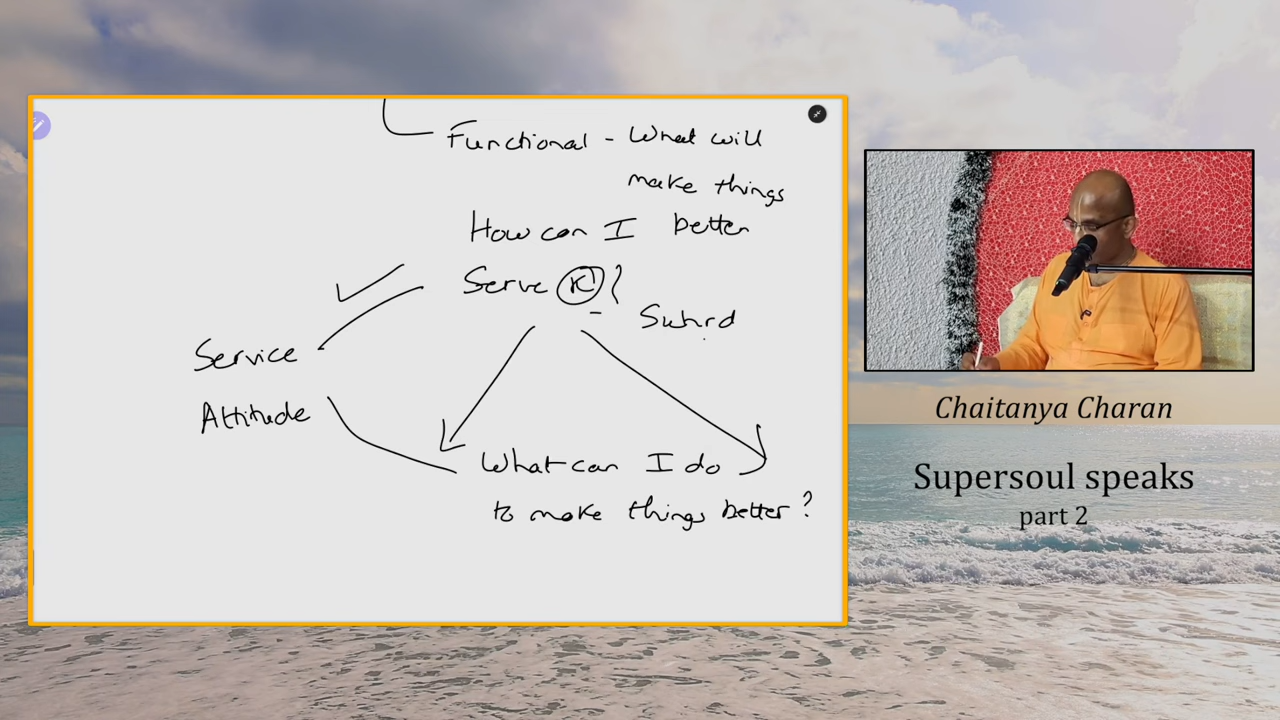 Functional - What will
make things
better
How can I
Serve K?
Suhrd
Service
Attitude
What can I do
to make things better?
Chaitanya Charan
Supersoul speaks
part 2